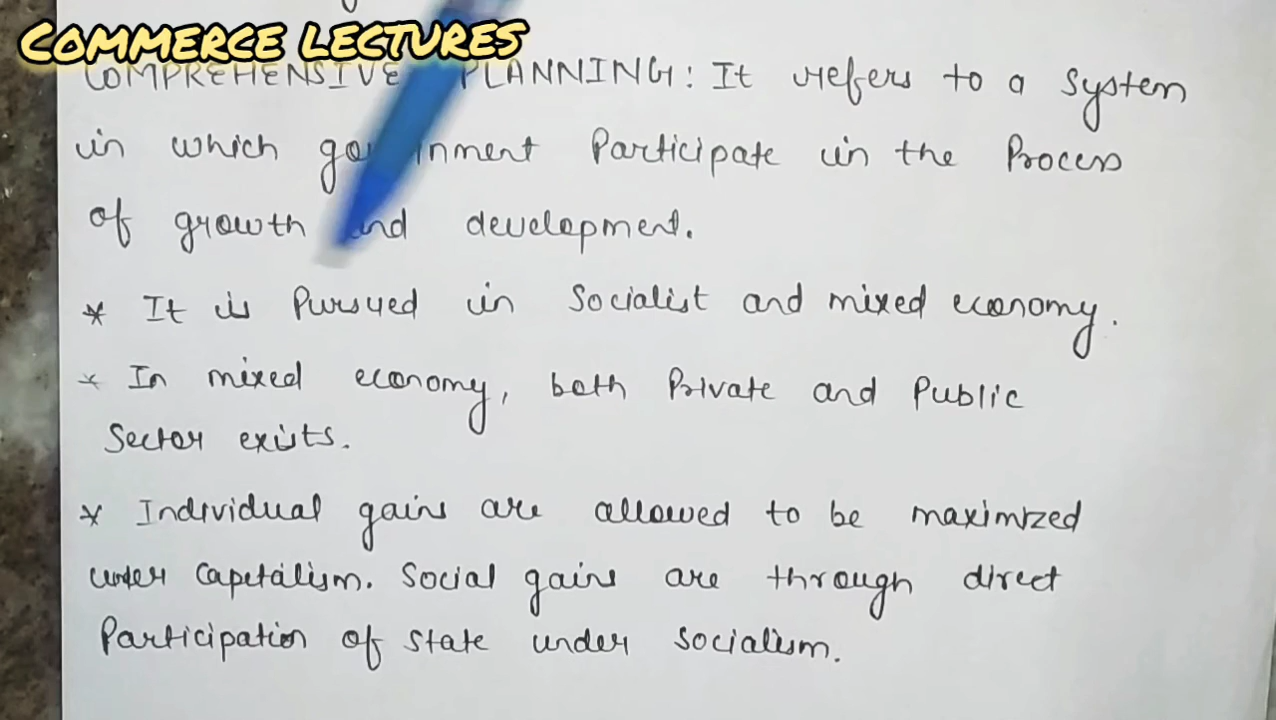 COMMERCE LECTURES
COMPREHENSIVE PLANNING: It refers to a System
in which government Participate in the Process
of growth and development.
* It is Pursued in Socialist and mixed economy.
* In mixed economy, both Private and Public
Sector exists.
* Individual gains are allowed to be maximized
under Capitalism. Social gains are through direct
Participation of State under Socialism.